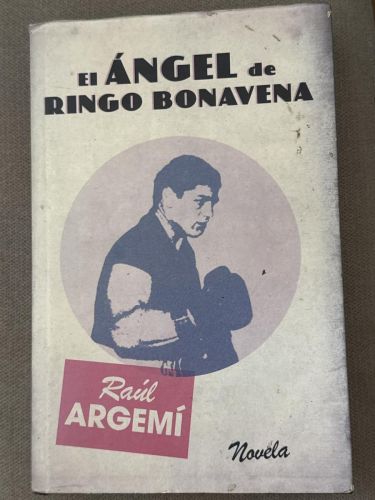 El ÁNGEL de
RINGO BONAVENA
Raúl
ARGEMÍ
Novela